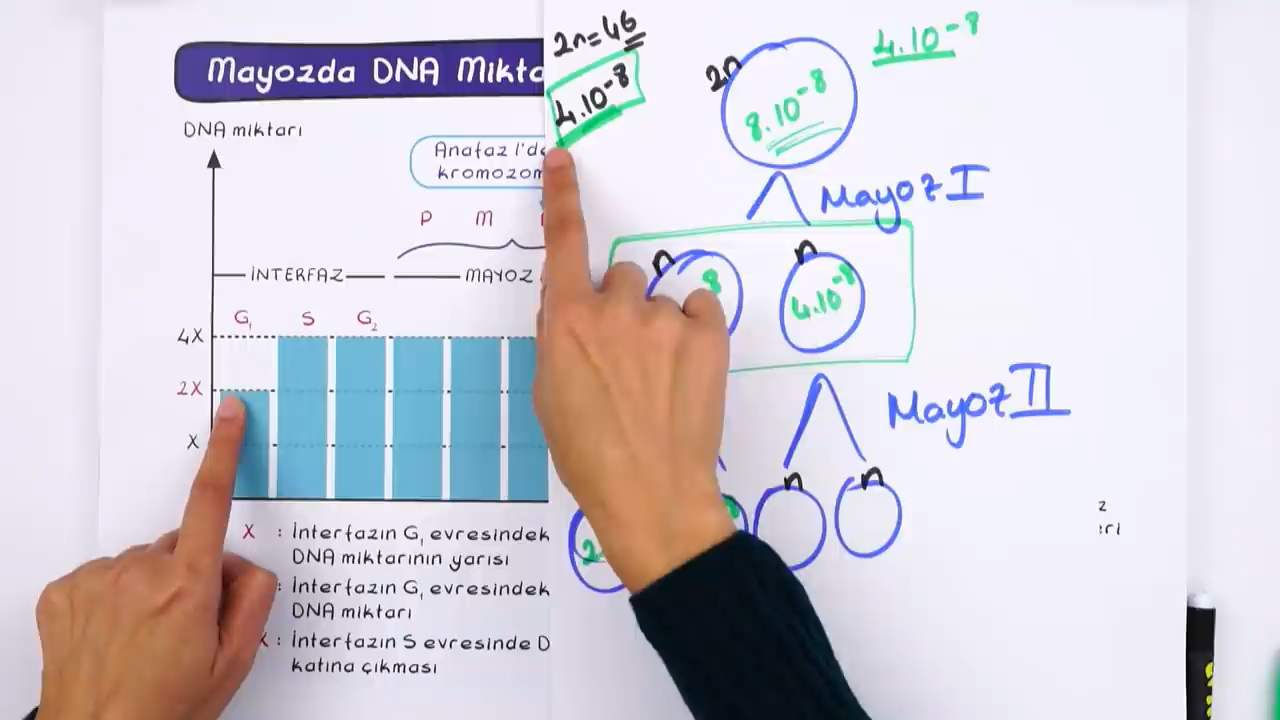 Mayozda DNA
DNA miktarı
Anafaz I'de
P M
İNTERFAZ MAYOZ
G₁ S G₂
4X
2X
X
X : İnterfazın G₁ evresindek
DNA miktarının yarısı
: İnterfazın G₁ evresindek
DNA miktarı
: İnterfazın S evresinde D
katına çıkması
2n=46
4.10⁻⁸
2n
8.10⁻⁸
4.10⁻⁸
Mayoz I
n n
8 4.10⁻⁸
Mayoz II
n n
2